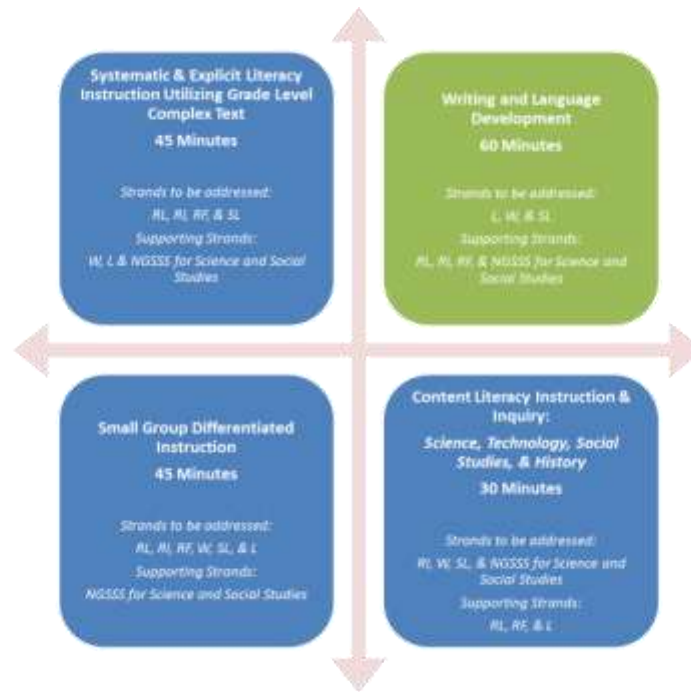 Systematic & Explicit Literacy
Instruction Utilizing Grade Level
Complex Text
45 Minutes
Strands to be addressed:
RL, RI, RF, & SL
Supporting Strands:
W, L & NGSSS for Science and Social
Studies
Writing and Language
Development
60 Minutes
Strands to be addressed:
L, W, & SL
Supporting Strands:
RL, RI, RF, & NGSSS for Science and
Social Studies
Small Group Differentiated
Instruction
45 Minutes
Strands to be addressed:
RL, RI, RF, W, SL, & L
Supporting Strands:
NGSSS for Science and Social Studies
Content Literacy Instruction &
Inquiry:
Science, Technology, Social
Studies, & History
30 Minutes
Strands to be addressed:
RI, W, SL, & NGSSS for Science and
Social Studies
Supporting Strands:
RL, RF, & L